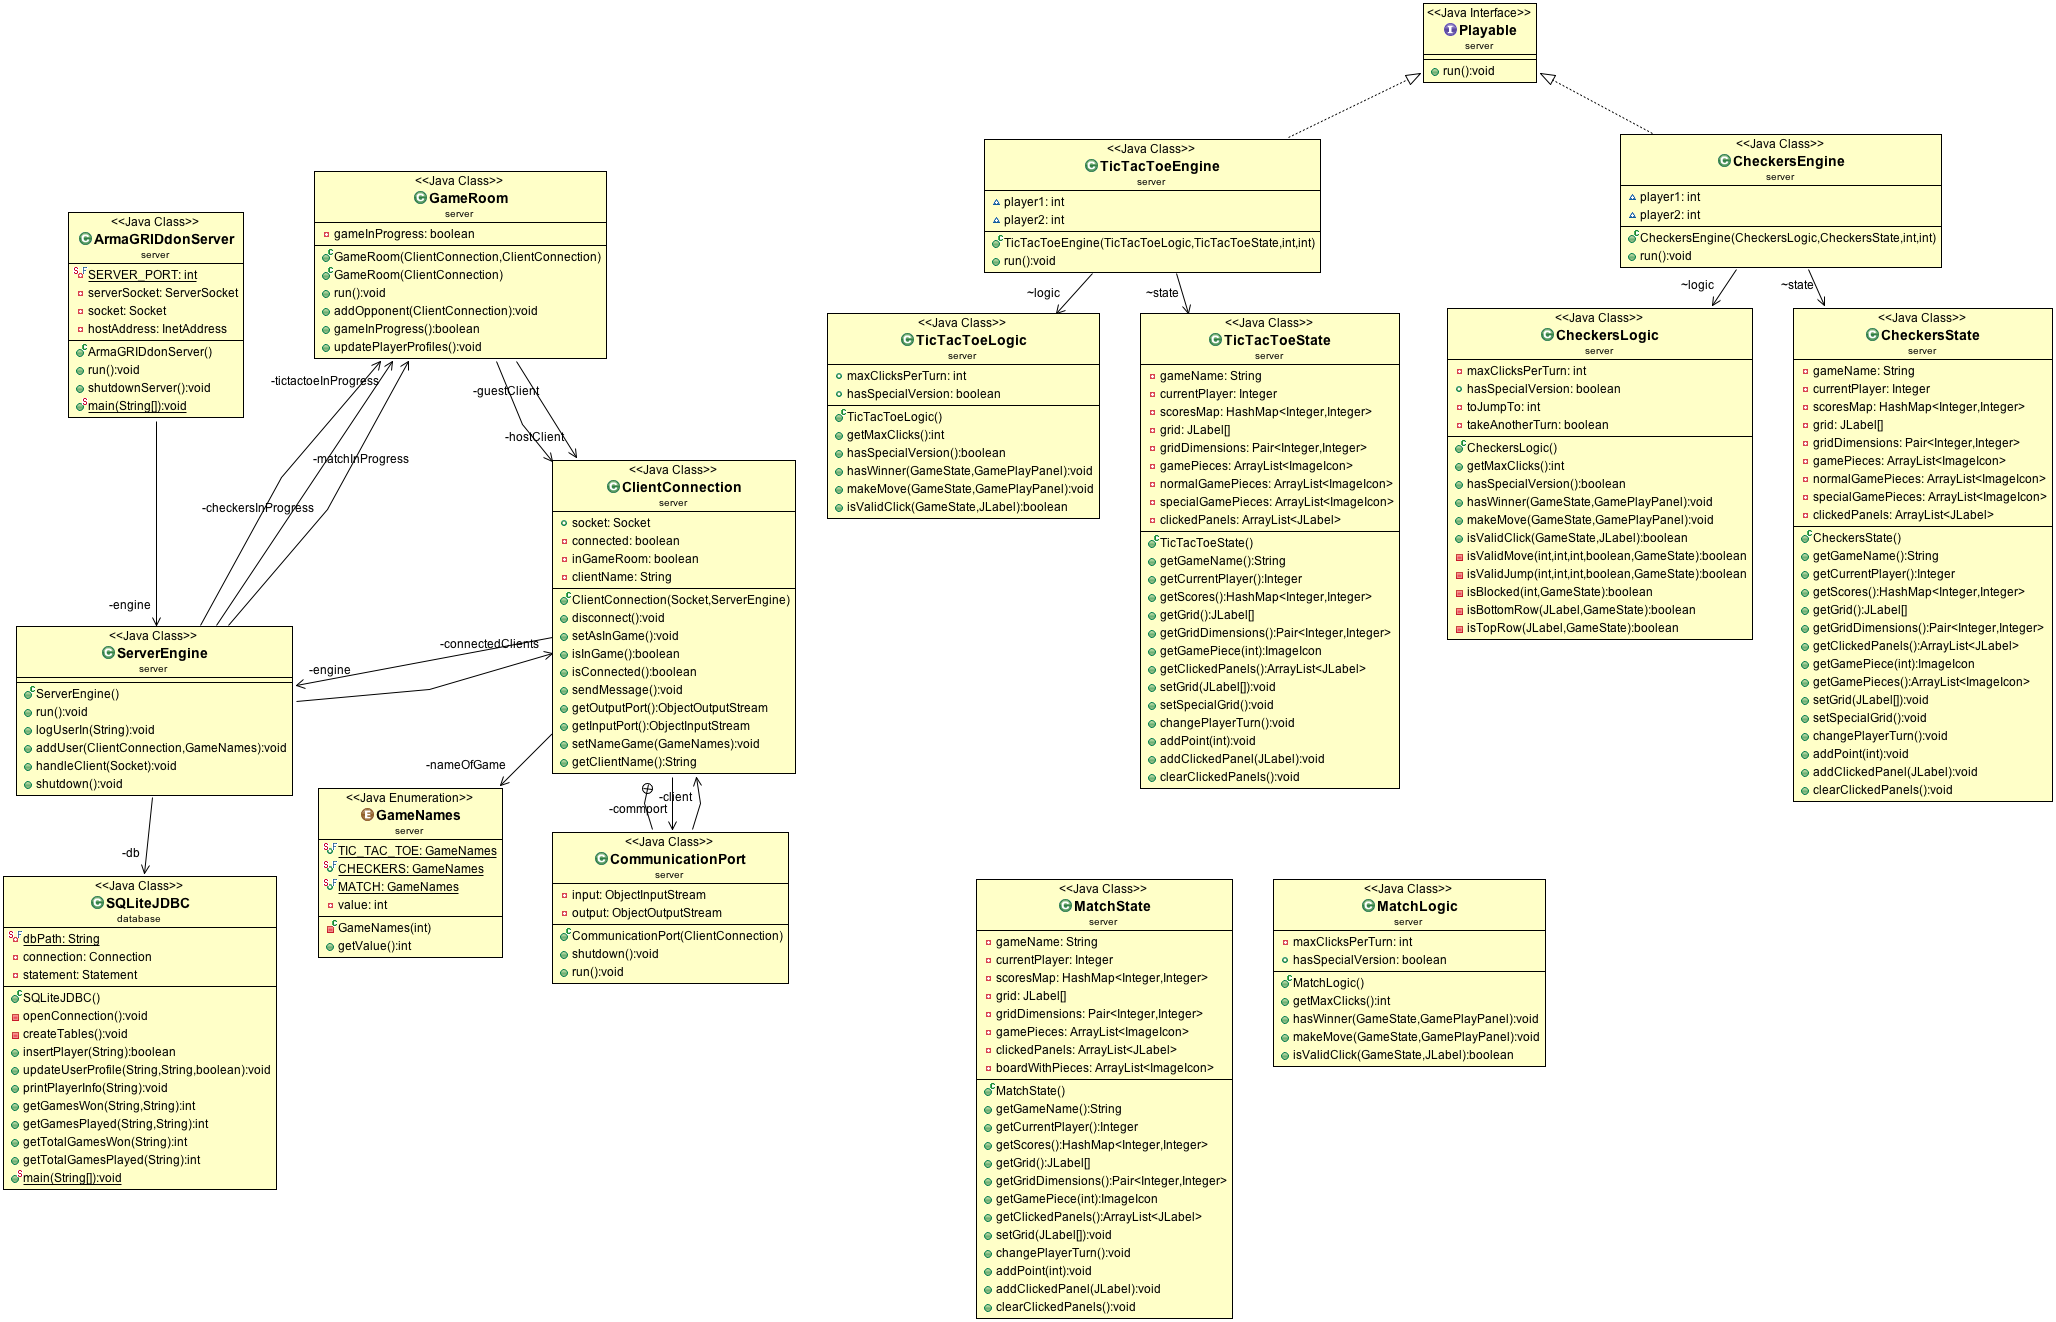 <<Java Interface>>
Playable
server
run():void
<<Java Class>>
TicTacToeEngine
server
player1: int
player2: int
TicTacToeEngine(TicTacToeLogic,TicTacToeState,int,int)
run():void
<<Java Class>>
CheckersEngine
server
player1: int
player2: int
CheckersEngine(CheckersLogic,CheckersState,int,int)
run():void
<<Java Class>>
GameRoom
server
gameInProgress: boolean
GameRoom(ClientConnection,ClientConnection)
GameRoom(ClientConnection)
run():void
addOpponent(ClientConnection):void
gameInProgress():boolean
updatePlayerProfiles():void
<<Java Class>>
ArmaGRIDdonServer
server
SERVER_PORT: int
serverSocket: ServerSocket
socket: Socket
hostAddress: InetAddress
ArmaGRIDdonServer()
run():void
shutdownServer():void
main(String[]):void
~logic
~state
~logic
~state
<<Java Class>>
TicTacToeLogic
server
maxClicksPerTurn: int
hasSpecialVersion: boolean
TicTacToeLogic()
getMaxClicks():int
hasSpecialVersion():boolean
hasWinner(GameState,GamePlayPanel):void
makeMove(GameState,GamePlayPanel):void
isValidClick(GameState,JLabel):boolean
<<Java Class>>
TicTacToeState
server
gameName: String
currentPlayer: Integer
scoresMap: HashMap<Integer,Integer>
grid: JLabel[]
gridDimensions: Pair<Integer,Integer>
gamePieces: ArrayList<ImageIcon>
normalGamePieces: ArrayList<ImageIcon>
specialGamePieces: ArrayList<ImageIcon>
clickedPanels: ArrayList<JLabel>
TicTacToeState()
getGameName():String
getCurrentPlayer():Integer
getScores():HashMap<Integer,Integer>
getGrid():JLabel[]
getGridDimensions():Pair<Integer,Integer>
getGamePiece(int):ImageIcon
getClickedPanels():ArrayList<JLabel>
setGrid(JLabel[]):void
setSpecialGrid():void
changePlayerTurn():void
addPoint(int):void
addClickedPanel(JLabel):void
clearClickedPanels():void
<<Java Class>>
CheckersLogic
server
maxClicksPerTurn: int
hasSpecialVersion: boolean
toJumpTo: int
takeAnotherTurn: boolean
CheckersLogic()
getMaxClicks():int
hasSpecialVersion():boolean
hasWinner(GameState,GamePlayPanel):void
makeMove(GameState,GamePlayPanel):void
isValidClick(GameState,JLabel):boolean
isValidMove(int,int,int,boolean,GameState):boolean
isValidJump(int,int,int,boolean,GameState):boolean
isBlocked(int,GameState):boolean
isBottomRow(JLabel,GameState):boolean
isTopRow(JLabel,GameState):boolean
<<Java Class>>
CheckersState
server
gameName: String
currentPlayer: Integer
scoresMap: HashMap<Integer,Integer>
grid: JLabel[]
gridDimensions: Pair<Integer,Integer>
gamePieces: ArrayList<ImageIcon>
normalGamePieces: ArrayList<ImageIcon>
specialGamePieces: ArrayList<ImageIcon>
clickedPanels: ArrayList<JLabel>
CheckersState()
getGameName():String
getCurrentPlayer():Integer
getScores():HashMap<Integer,Integer>
getGrid():JLabel[]
getGridDimensions():Pair<Integer,Integer>
getClickedPanels():ArrayList<JLabel>
getGamePiece(int):ImageIcon
getGamePieces():ArrayList<ImageIcon>
setGrid(JLabel[]):void
setSpecialGrid():void
changePlayerTurn():void
addPoint(int):void
addClickedPanel(JLabel):void
clearClickedPanels():void
-tictactoeInProgress
-guestClient
-hostClient
-matchInProgress
-checkersInProgress
-engine
<<Java Class>>
ClientConnection
server
socket: Socket
connected: boolean
inGameRoom: boolean
clientName: String
ClientConnection(Socket,ServerEngine)
disconnect():void
setAsInGame():void
isInGame():boolean
isConnected():boolean
sendMessage():void
getOutputPort():ObjectOutputStream
getInputPort():ObjectInputStream
setNameGame(GameNames):void
getClientName():String
-connectedClients
-engine
<<Java Class>>
ServerEngine
server
ServerEngine()
run():void
logUserIn(String):void
addUser(ClientConnection,GameNames):void
handleClient(Socket):void
shutdown():void
-nameOfGame
-client
-commport
-db
<<Java Enumeration>>
GameNames
server
TIC_TAC_TOE: GameNames
CHECKERS: GameNames
MATCH: GameNames
value: int
GameNames(int)
getValue():int
<<Java Class>>
CommunicationPort
server
input: ObjectInputStream
output: ObjectOutputStream
CommunicationPort(ClientConnection)
shutdown():void
run():void
<<Java Class>>
SQLiteJDBC
database
dbPath: String
connection: Connection
statement: Statement
SQLiteJDBC()
openConnection():void
createTables():void
insertPlayer(String):boolean
updateUserProfile(String,String,boolean):void
printPlayerInfo(String):void
getGamesWon(String,String):int
getGamesPlayed(String,String):int
getTotalGamesWon(String):int
getTotalGamesPlayed(String):int
main(String[]):void
<<Java Class>>
MatchState
server
gameName: String
currentPlayer: Integer
scoresMap: HashMap<Integer,Integer>
grid: JLabel[]
gridDimensions: Pair<Integer,Integer>
gamePieces: ArrayList<ImageIcon>
clickedPanels: ArrayList<JLabel>
boardWithPieces: ArrayList<ImageIcon>
MatchState()
getGameName():String
getCurrentPlayer():Integer
getScores():HashMap<Integer,Integer>
getGrid():JLabel[]
getGridDimensions():Pair<Integer,Integer>
getGamePiece(int):ImageIcon
getClickedPanels():ArrayList<JLabel>
setGrid(JLabel[]):void
changePlayerTurn():void
addPoint(int):void
addClickedPanel(JLabel):void
clearClickedPanels():void
<<Java Class>>
MatchLogic
server
maxClicksPerTurn: int
hasSpecialVersion: boolean
MatchLogic()
getMaxClicks():int
hasWinner(GameState,GamePlayPanel):void
makeMove(GameState,GamePlayPanel):void
isValidClick(GameState,JLabel):boolean